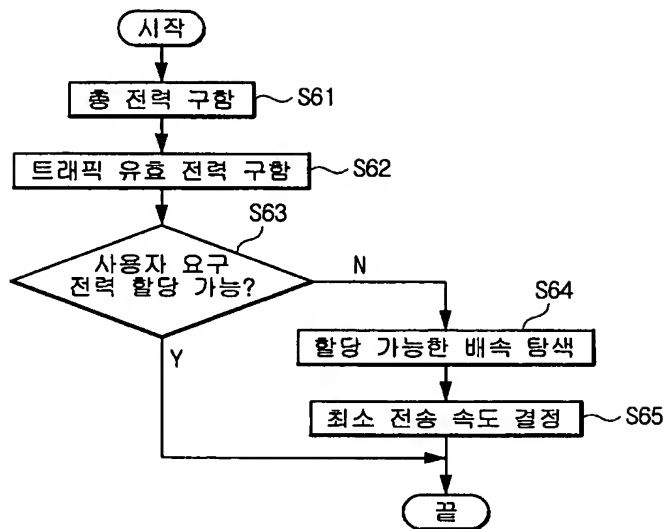 시작
총 전력 구함
S61
트래픽 유효 전력 구함
S62
S63
사용자 요구
전력 할당 가능?
N
Y
S64
할당 가능한 배속 탐색
최소 전송 속도 결정
S65
끝